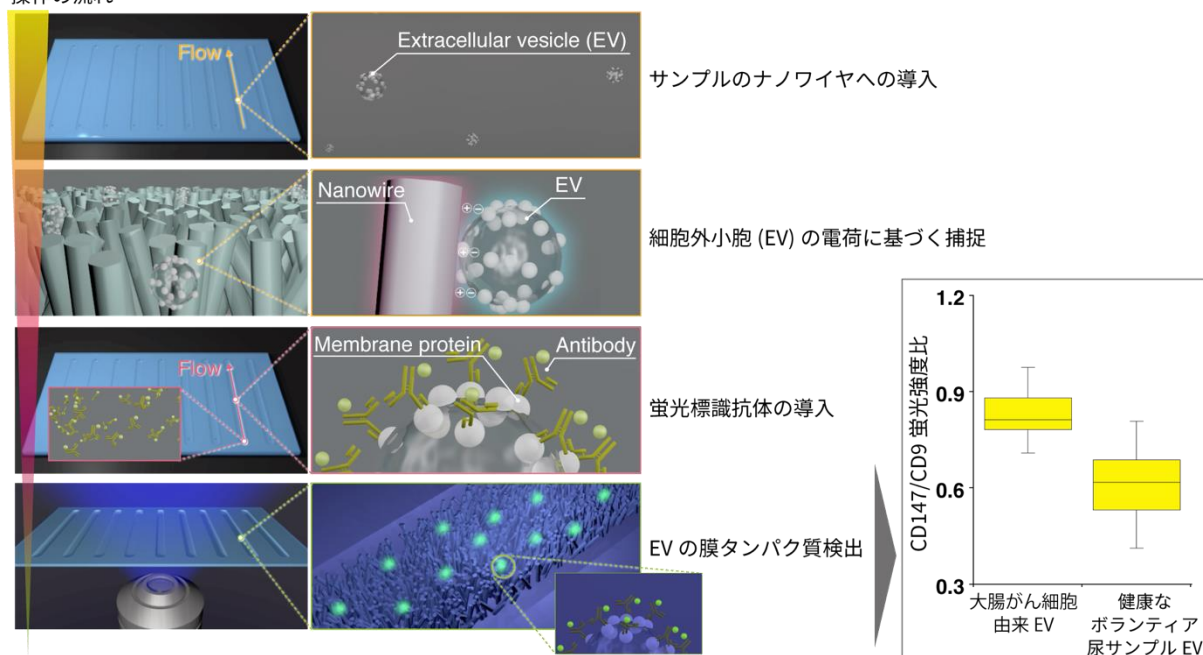 操作の流れ
Flow
Extracellular vesicle (EV)
サンプルのナノワイヤへの導入
Nanowire
EV
細胞外小胞 (EV) の電荷に基づく捕捉
Flow
Membrane protein
Antibody
蛍光標識抗体の導入
EV の膜タンパク質検出
CD147/CD9 蛍光強度比
1.2
0.9
0.6
0.3
大腸がん細胞
由来 EV
健康な
ボランティア
尿サンプル EV